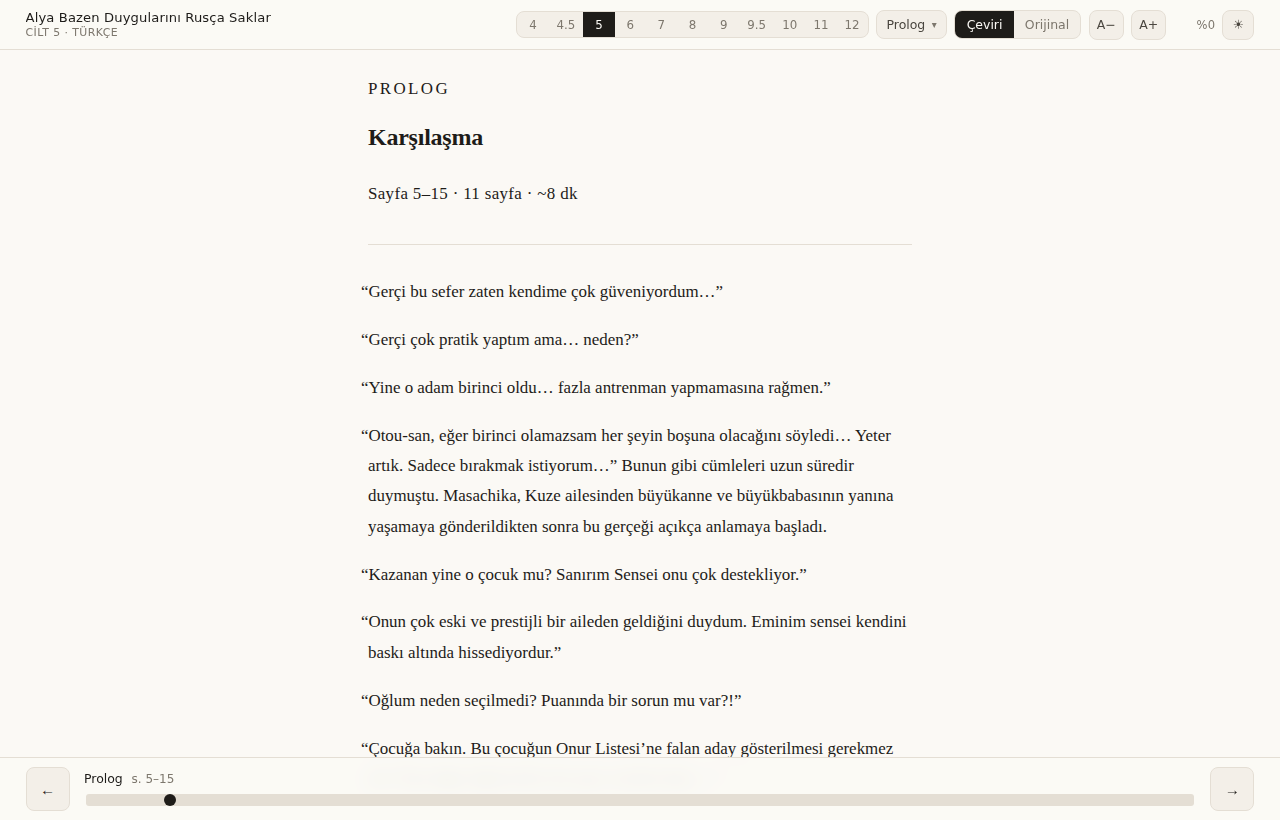 Alya Bazen Duygularını Rusça Saklar
CİLT 5 · TÜRKÇE
4 4.5 5 6 7 8 9 9.5 10 11 12
Prolog ▾
Çeviri Orijinal
A− A+
%0 ☀
PROLOG
Karşılaşma
Sayfa 5–15 · 11 sayfa · ~8 dk
“Gerçi bu sefer zaten kendime çok güveniyordum…”
“Gerçi çok pratik yaptım ama… neden?”
“Yine o adam birinci oldu… fazla antrenman yapmamasına rağmen.”
“Otou-san, eğer birinci olamazsam her şeyin boşuna olacağını söyledi… Yeter
artık. Sadece bırakmak istiyorum…” Bunun gibi cümleleri uzun süredir
duymuştu. Masachika, Kuze ailesinden büyükanne ve büyükbabasının yanına
yaşamaya gönderildikten sonra bu gerçeği açıkça anlamaya başladı.
“Kazanan yine o çocuk mu? Sanırım Sensei onu çok destekliyor.”
“Onun çok eski ve prestijli bir aileden geldiğini duydum. Eminim sensei kendini
baskı altında hissediyordur.”
“Oğlum neden seçilmedi? Puanında bir sorun mu var?!”
“Çocuğa bakın. Bu çocuğun Onur Listesi’ne falan aday gösterilmesi gerekmez
←
Prolog s. 5–15
→